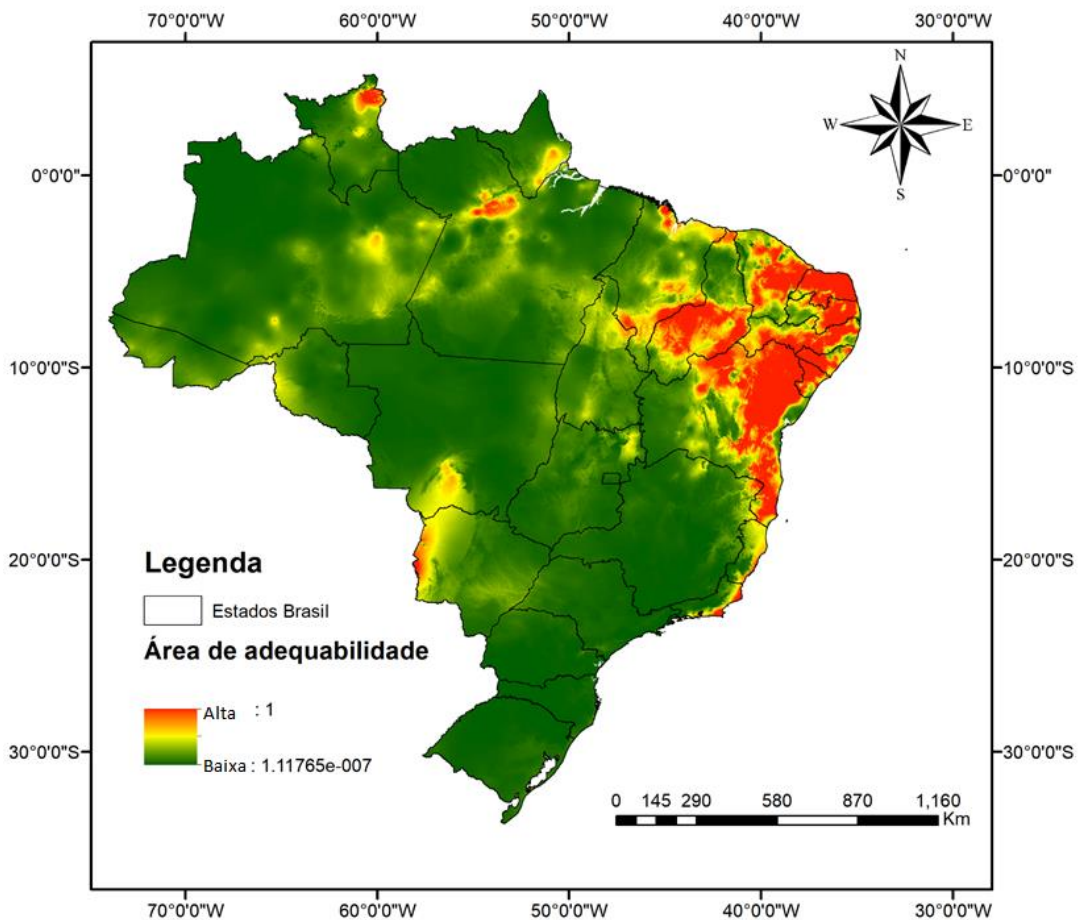 70°0'0"W 60°0'0"W 50°0'0"W 40°0'0"W 30°0'0"W
N
W E
S
0°0'0" 0°0'0"
10°0'0"S 10°0'0"S
20°0'0"S 20°0'0"S
Legenda
Estados Brasil
Área de adequabilidade
Alta : 1
Baixa : 1.11765e-007
30°0'0"S 30°0'0"S
0 145 290 580 870 1,160
Km
70°0'0"W 60°0'0"W 50°0'0"W 40°0'0"W 30°0'0"W